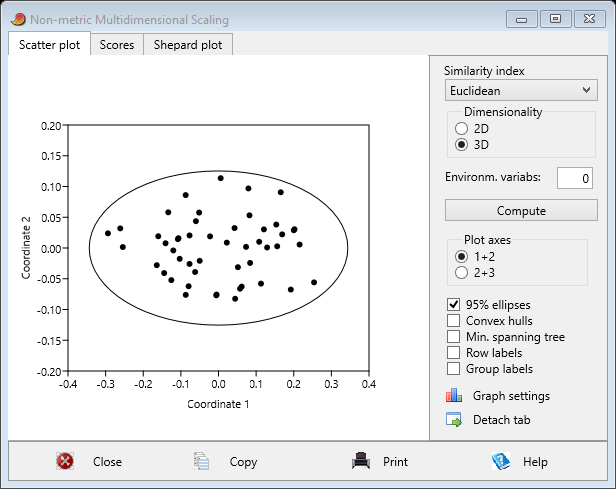 Non-metric Multidimensional Scaling
Scatter plot
Scores
Shepard plot
Similarity index
Euclidean
Dimensionality
2D
3D
Environm. variabs:
0
Compute
Plot axes
1+2
2+3
95% ellipses
Convex hulls
Min. spanning tree
Row labels
Group labels
Graph settings
Detach tab
0.20
0.15
0.10
0.05
0.00
-0.05
-0.10
-0.15
-0.20
Coordinate 2
-0.4 -0.3 -0.2 -0.1 0.0 0.1 0.2 0.3 0.4
Coordinate 1
Close
Copy
Print
Help